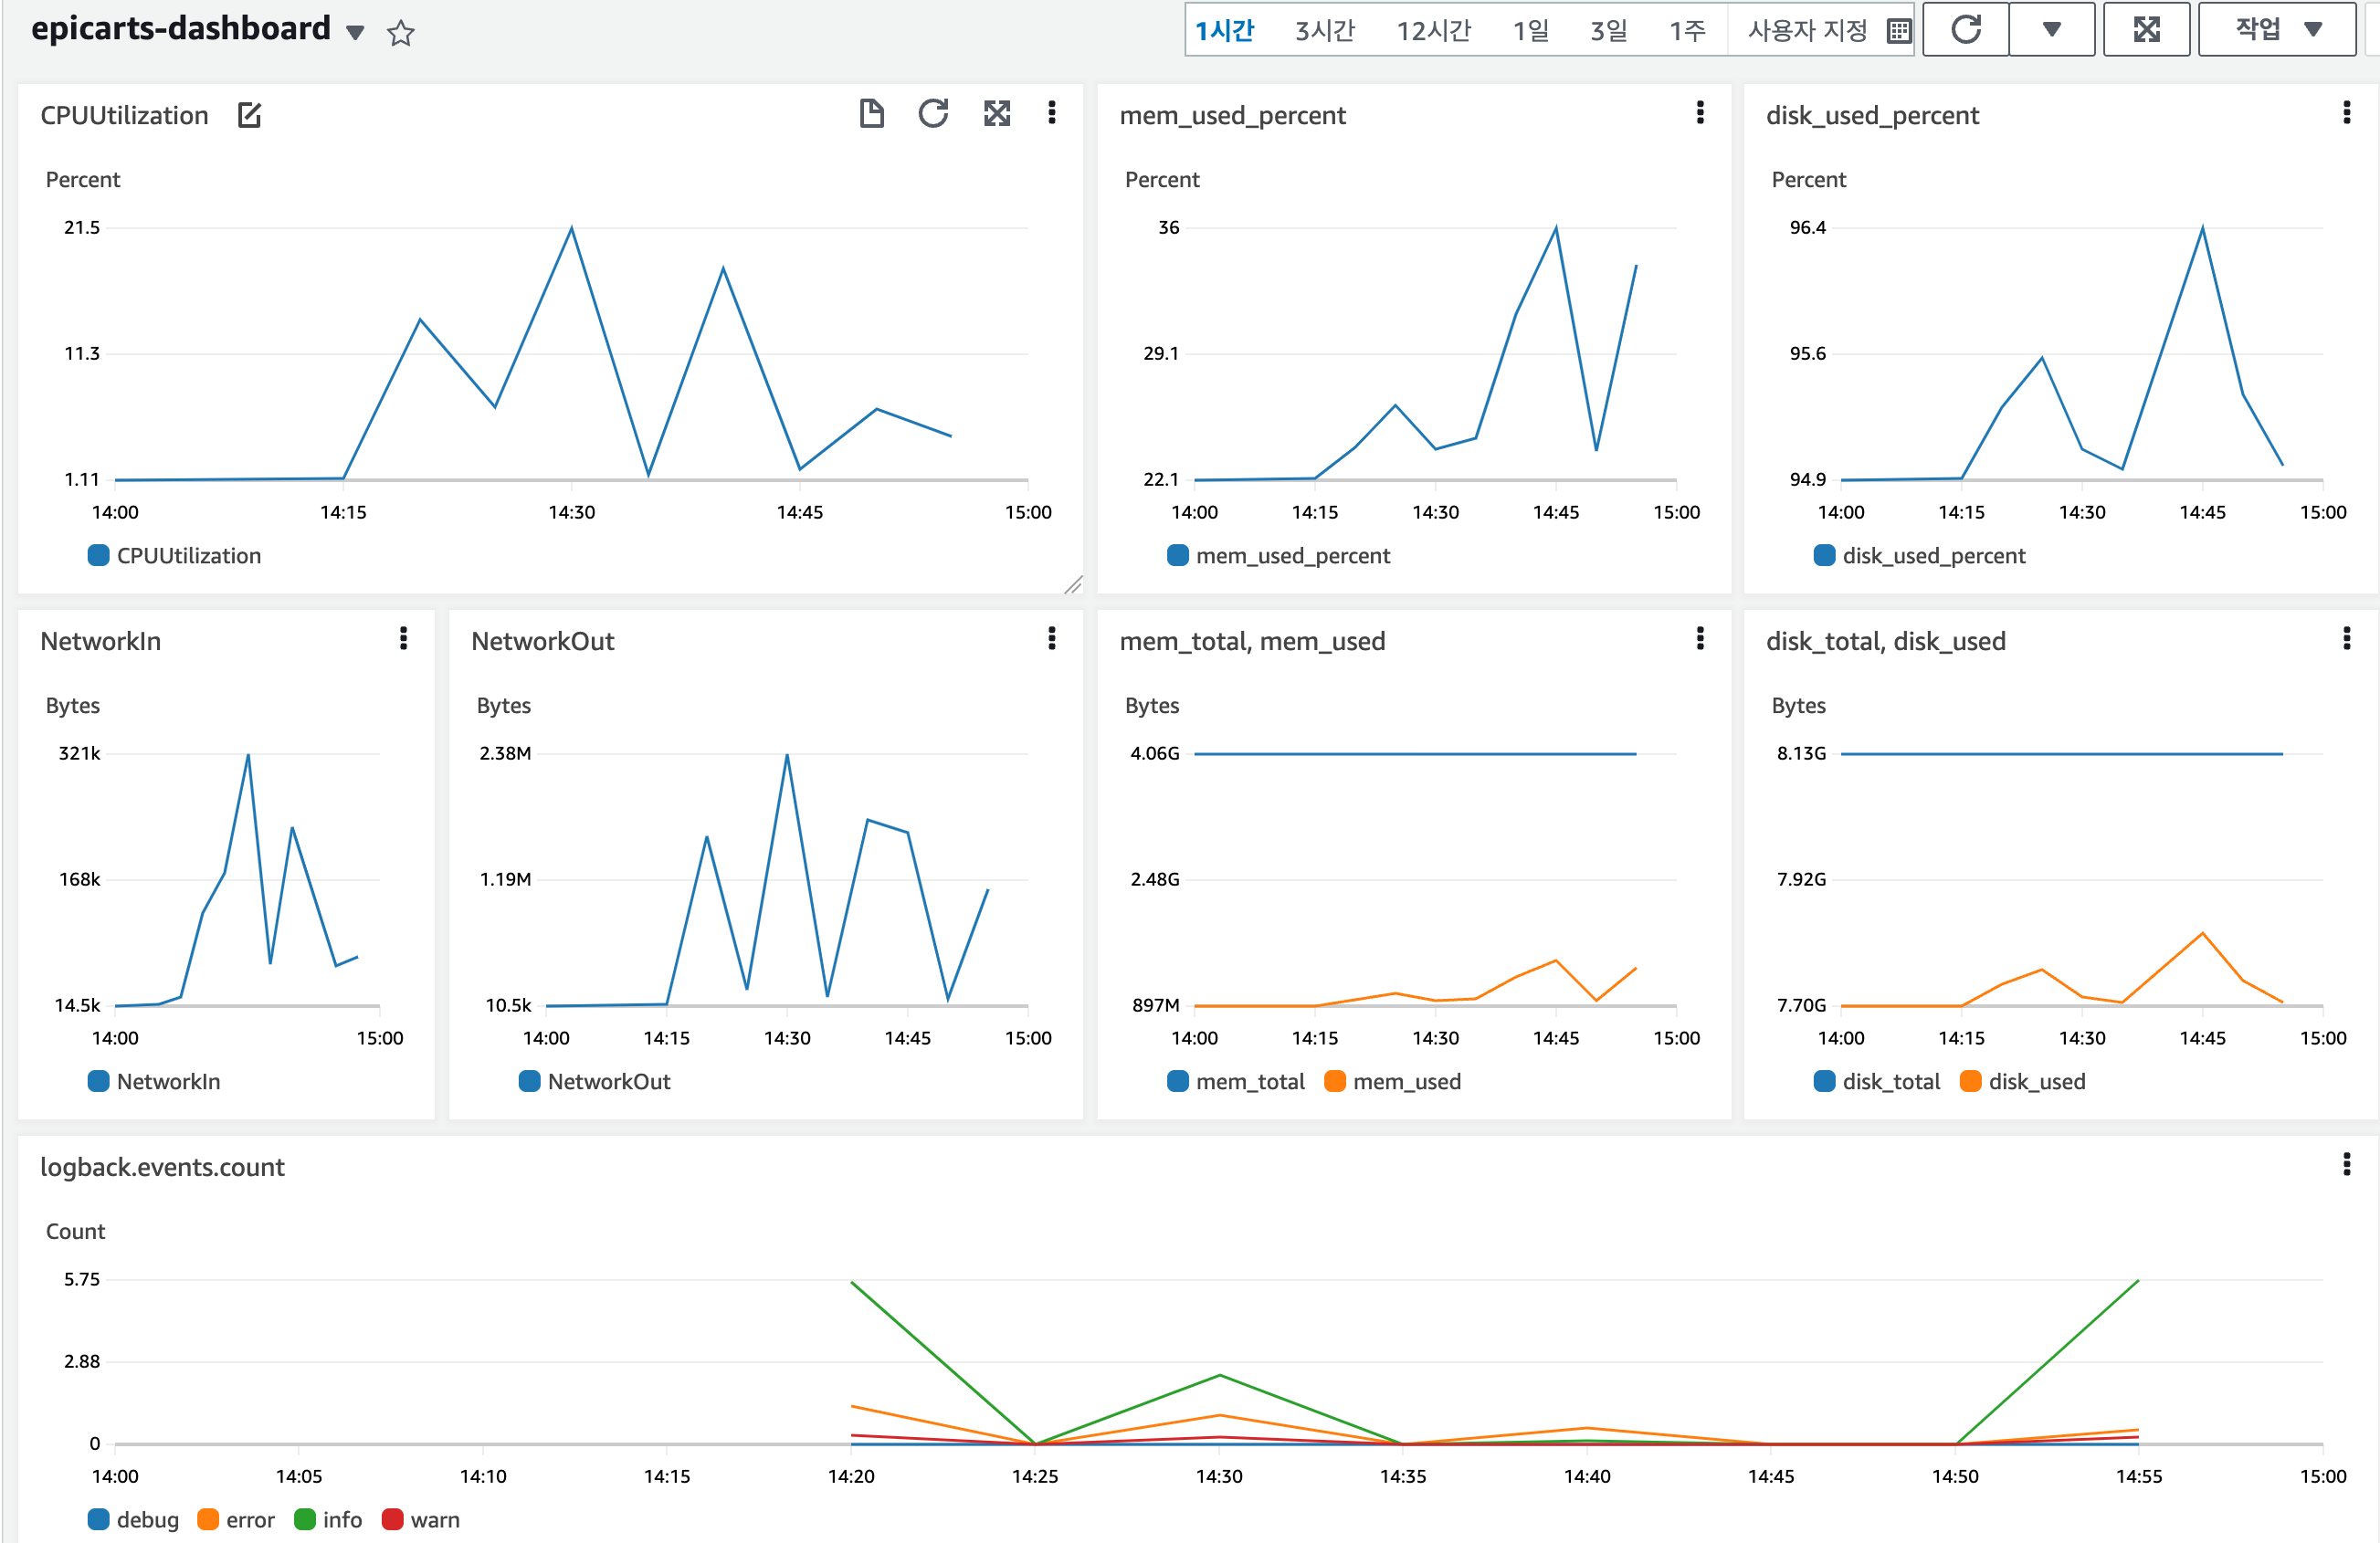 epicarts-dashboard
1시간 3시간 12시간 1일 3일 1주 사용자 지정 작업
CPUUtilization
Percent
21.5
11.3
1.11
14:00 14:15 14:30 14:45 15:00
CPUUtilization
mem_used_percent
Percent
36
29.1
22.1
14:00 14:15 14:30 14:45 15:00
mem_used_percent
disk_used_percent
Percent
96.4
95.6
94.9
14:00 14:15 14:30 14:45 15:00
disk_used_percent
NetworkIn
Bytes
321k
168k
14.5k
14:00 15:00
NetworkIn
NetworkOut
Bytes
2.38M
1.19M
10.5k
14:00 14:15 14:30 14:45 15:00
NetworkOut
mem_total, mem_used
Bytes
4.06G
2.48G
897M
14:00 14:15 14:30 14:45 15:00
mem_total mem_used
disk_total, disk_used
Bytes
8.13G
7.92G
7.70G
14:00 14:15 14:30 14:45 15:00
disk_total disk_used
logback.events.count
Count
5.75
2.88
0
14:00 14:05 14:10 14:15 14:20 14:25 14:30 14:35 14:40 14:45 14:50 14:55 15:00
debug error info warn